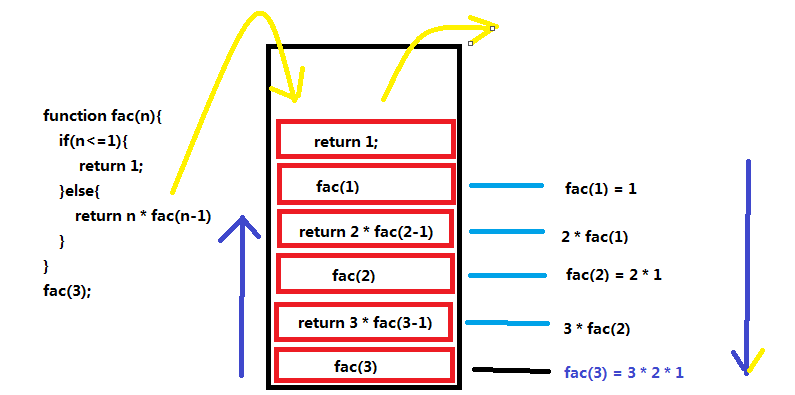 function fac(n){
if(n<=1){
return 1;
}else{
return n * fac(n-1)
}
}
fac(3);
return 1;
fac(1)
return 2 * fac(2-1)
fac(2)
return 3 * fac(3-1)
fac(3)
fac(1) = 1
2 * fac(1)
fac(2) = 2 * 1
3 * fac(2)
fac(3) = 3 * 2 * 1